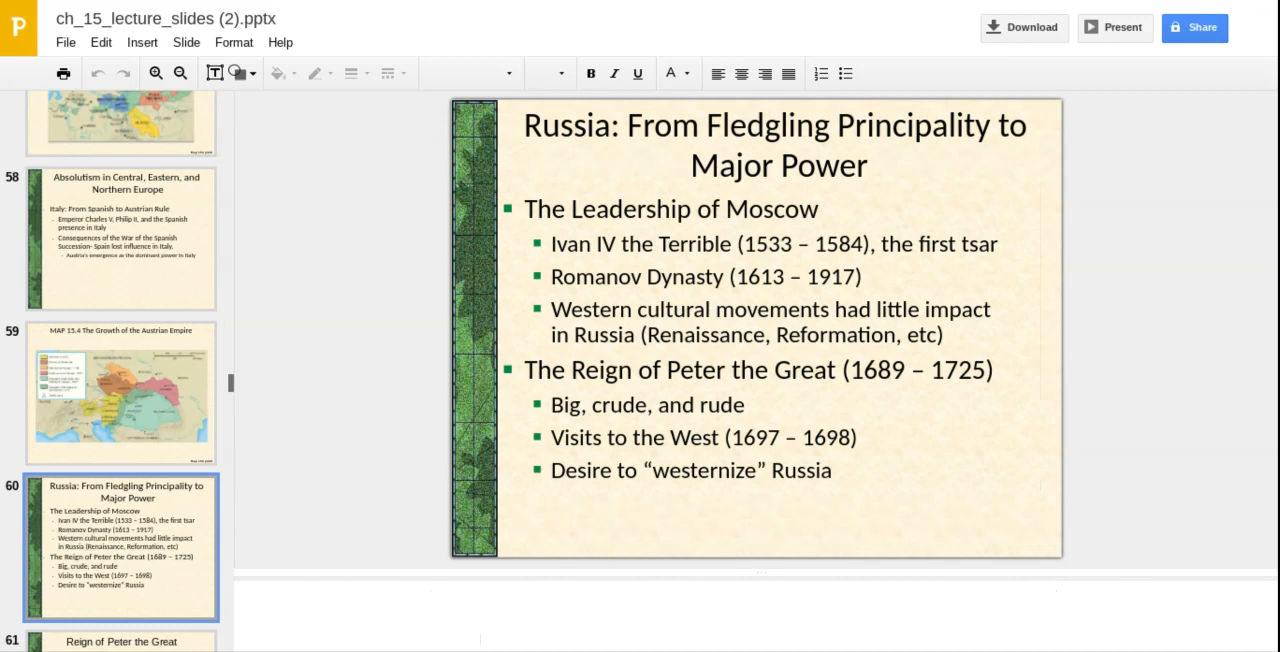 P
ch_15_lecture_slides (2).pptx
File Edit Insert Slide Format Help
Download
Present
Share
T
B I U A
58
Absolutism in Central, Eastern, and
Northern Europe
Italy: From Spanish to Austrian Rule
Emperor Charles V, Philip II, and the Spanish
presence in Italy
Consequences of the War of the Spanish
Succession- Spain lost influence in Italy.
Austria's emergence as the dominant power in Italy
59
MAP 15.4 The Growth of the Austrian Empire
60
Russia: From Fledgling Principality to
Major Power
The Leadership of Moscow
Ivan IV the Terrible (1533 – 1584), the first tsar
Romanov Dynasty (1613 – 1917)
Western cultural movements had little impact
in Russia (Renaissance, Reformation, etc)
The Reign of Peter the Great (1689 – 1725)
Big, crude, and rude
Visits to the West (1697 – 1698)
Desire to “westernize” Russia
61
Reign of Peter the Great
Russia: From Fledgling Principality to
Major Power
The Leadership of Moscow
Ivan IV the Terrible (1533 – 1584), the first tsar
Romanov Dynasty (1613 – 1917)
Western cultural movements had little impact
in Russia (Renaissance, Reformation, etc)
The Reign of Peter the Great (1689 – 1725)
Big, crude, and rude
Visits to the West (1697 – 1698)
Desire to “westernize” Russia